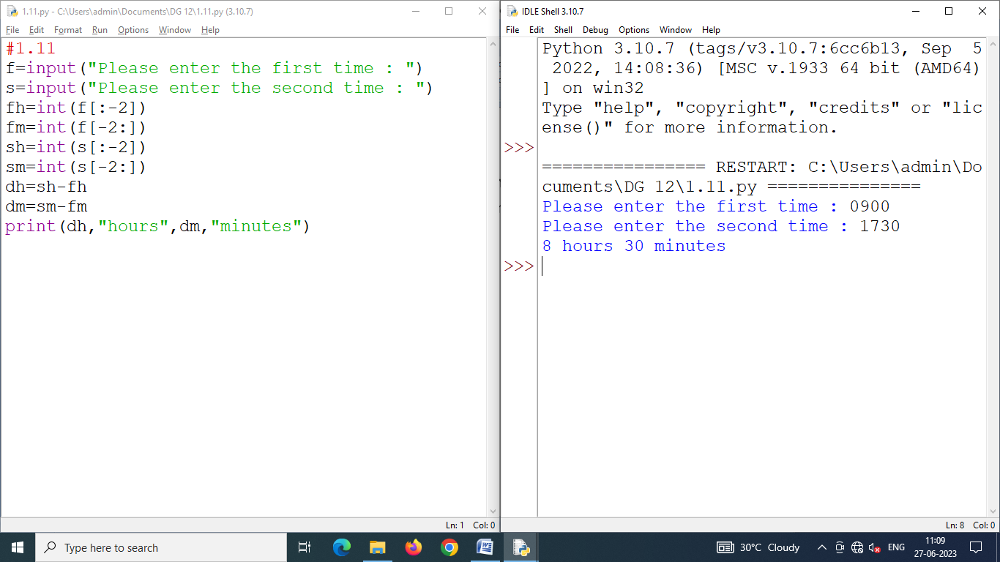 1.11.py - C:\Users\admin\Documents\DG 12\1.11.py (3.10.7)
File Edit Format Run Options Window Help
#1.11
f=input("Please enter the first time : ")
s=input("Please enter the second time : ")
fh=int(f[:-2])
fm=int(f[-2:])
sh=int(s[:-2])
sm=int(s[-2:])
dh=sh-fh
dm=sm-fm
print(dh,"hours",dm,"minutes")
Ln: 1 Col: 0
IDLE Shell 3.10.7
File Edit Shell Debug Options Window Help
Python 3.10.7 (tags/v3.10.7:6cc6b13, Sep  5
 2022, 14:08:36) [MSC v.1933 64 bit (AMD64)
] on win32
Type "help", "copyright", "credits" or "lic
ense()" for more information.
>>>
================ RESTART: C:\Users\admin\Do
cuments\DG 12\1.11.py ===============
Please enter the first time : 0900
Please enter the second time : 1730
8 hours 30 minutes
>>>
Ln: 8 Col: 0
Type here to search
30°C Cloudy
ENG
11:09
27-06-2023